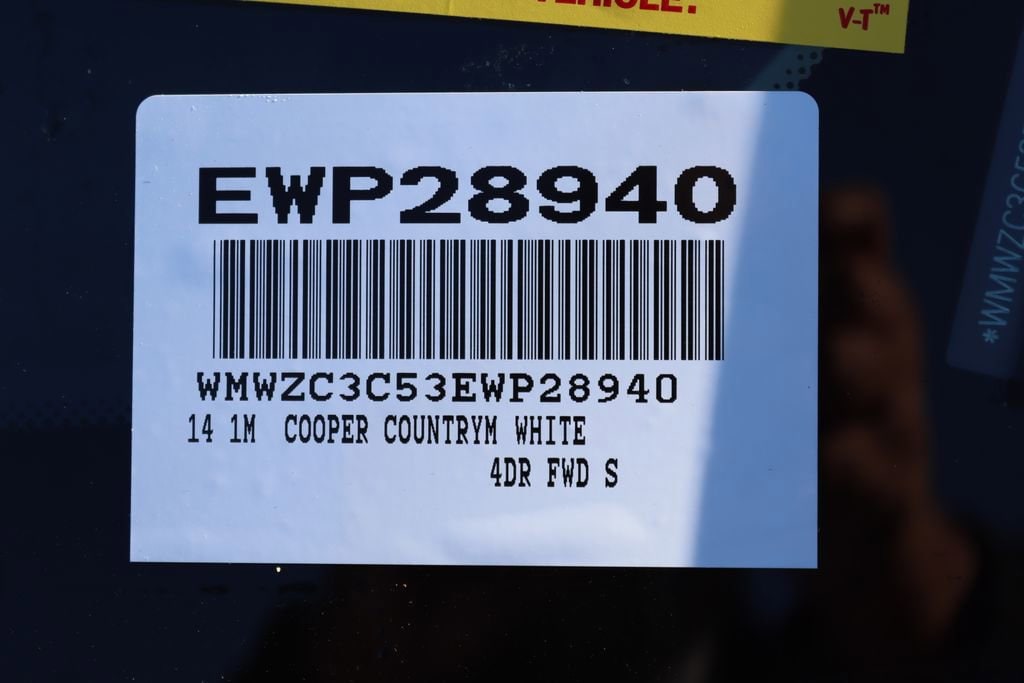 V-T™
EWP28940
WMWZC3C53EWP28940
14 1M COOPER COUNTRYM WHITE
4DR FWD S